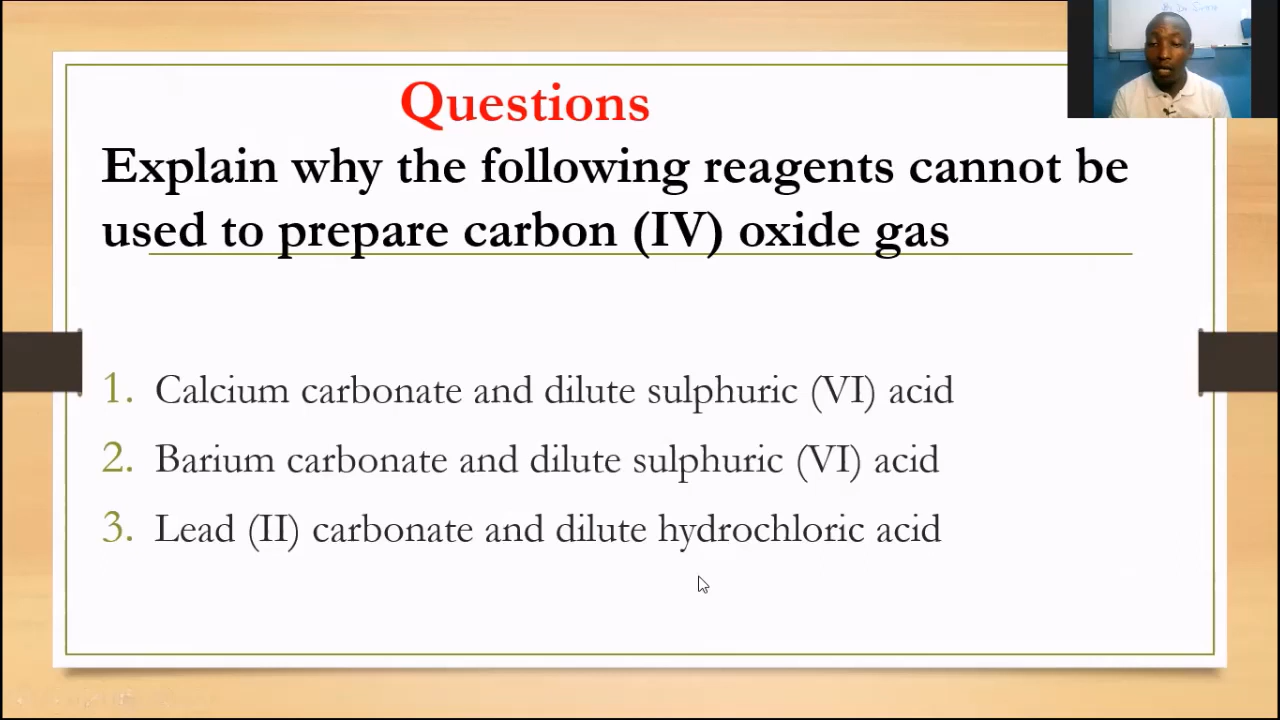 Questions
Explain why the following reagents cannot be
used to prepare carbon (IV) oxide gas
1. Calcium carbonate and dilute sulphuric (VI) acid
2. Barium carbonate and dilute sulphuric (VI) acid
3. Lead (II) carbonate and dilute hydrochloric acid